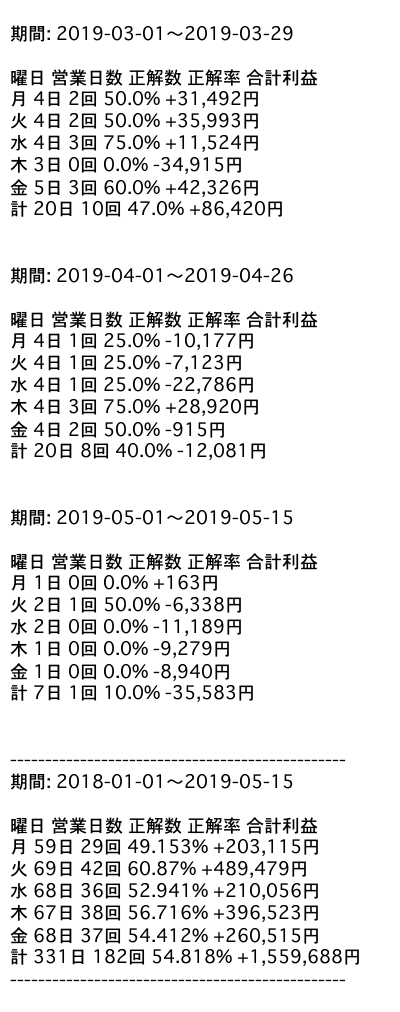 期間: 2019-03-01〜2019-03-29
曜日 営業日数 正解数 正解率 合計利益
月 4日 2回 50.0% +31,492円
火 4日 2回 50.0% +35,993円
水 4日 3回 75.0% +11,524円
木 3日 0回 0.0% -34,915円
金 5日 3回 60.0% +42,326円
計 20日 10回 47.0% +86,420円
期間: 2019-04-01〜2019-04-26
曜日 営業日数 正解数 正解率 合計利益
月 4日 1回 25.0% -10,177円
火 4日 1回 25.0% -7,123円
水 4日 1回 25.0% -22,786円
木 4日 3回 75.0% +28,920円
金 4日 2回 50.0% -915円
計 20日 8回 40.0% -12,081円
期間: 2019-05-01〜2019-05-15
曜日 営業日数 正解数 正解率 合計利益
月 1日 0回 0.0% +163円
火 2日 1回 50.0% -6,338円
水 2日 0回 0.0% -11,189円
木 1日 0回 0.0% -9,279円
金 1日 0回 0.0% -8,940円
計 7日 1回 10.0% -35,583円
------------------------------------------------
期間: 2018-01-01〜2019-05-15
曜日 営業日数 正解数 正解率 合計利益
月 59日 29回 49.153% +203,115円
火 69日 42回 60.87% +489,479円
水 68日 36回 52.941% +210,056円
木 67日 38回 56.716% +396,523円
金 68日 37回 54.412% +260,515円
計 331日 182回 54.818% +1,559,688円
------------------------------------------------